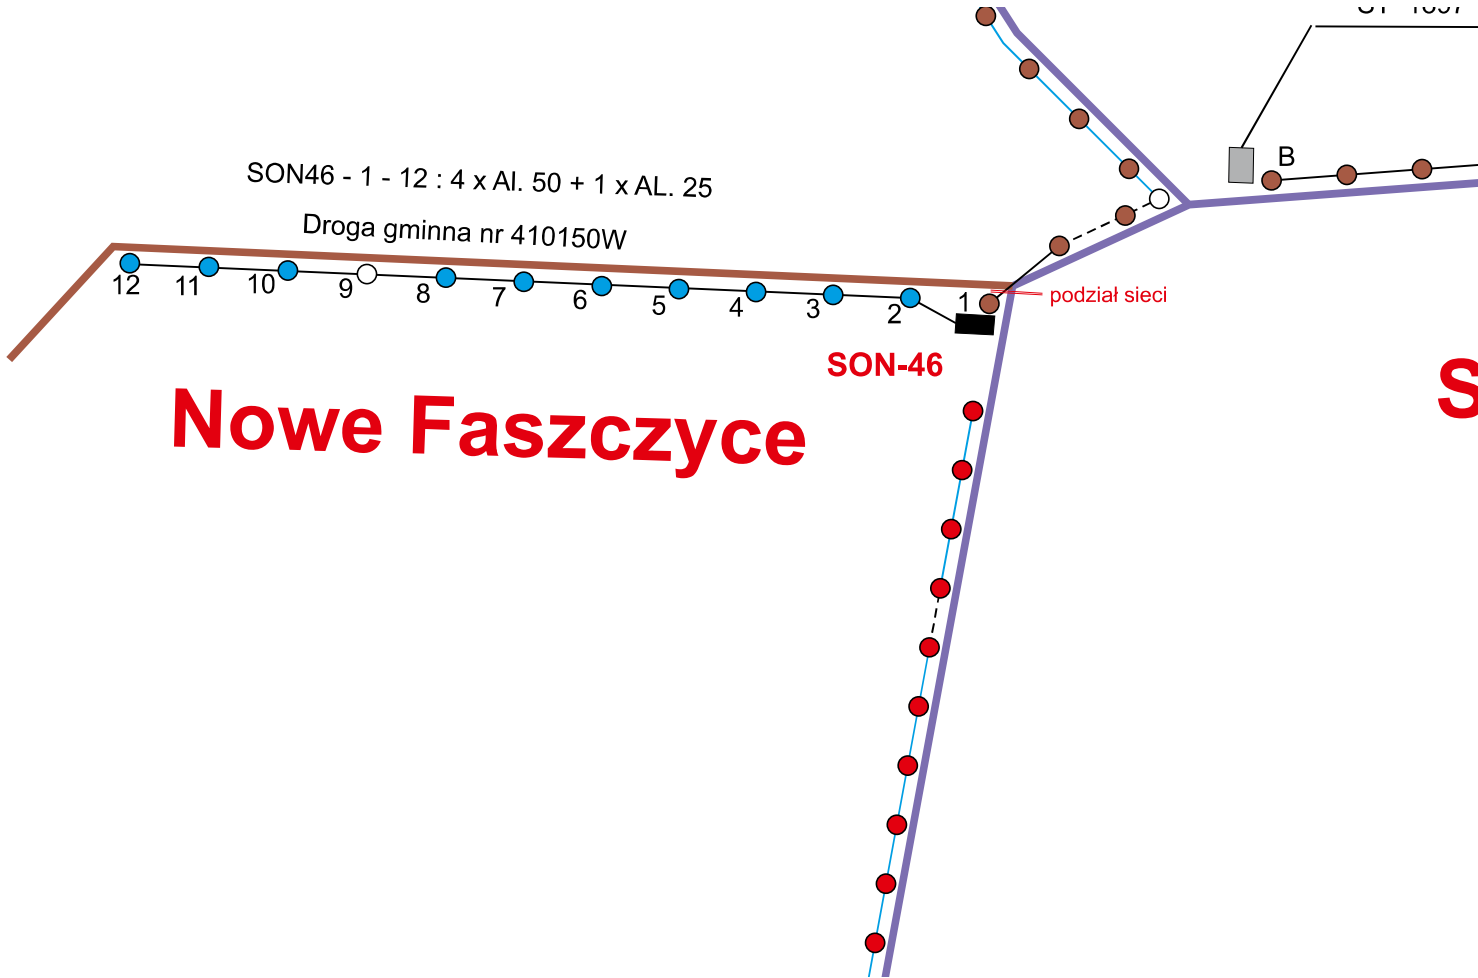 B
SON46 - 1 - 12 : 4 x Al. 50 + 1 x AL. 25
Droga gminna nr 410150W
12 11 10 9 8 7 6 5 4 3 2 1
podział sieci
SON-46
Nowe Faszczyce
S